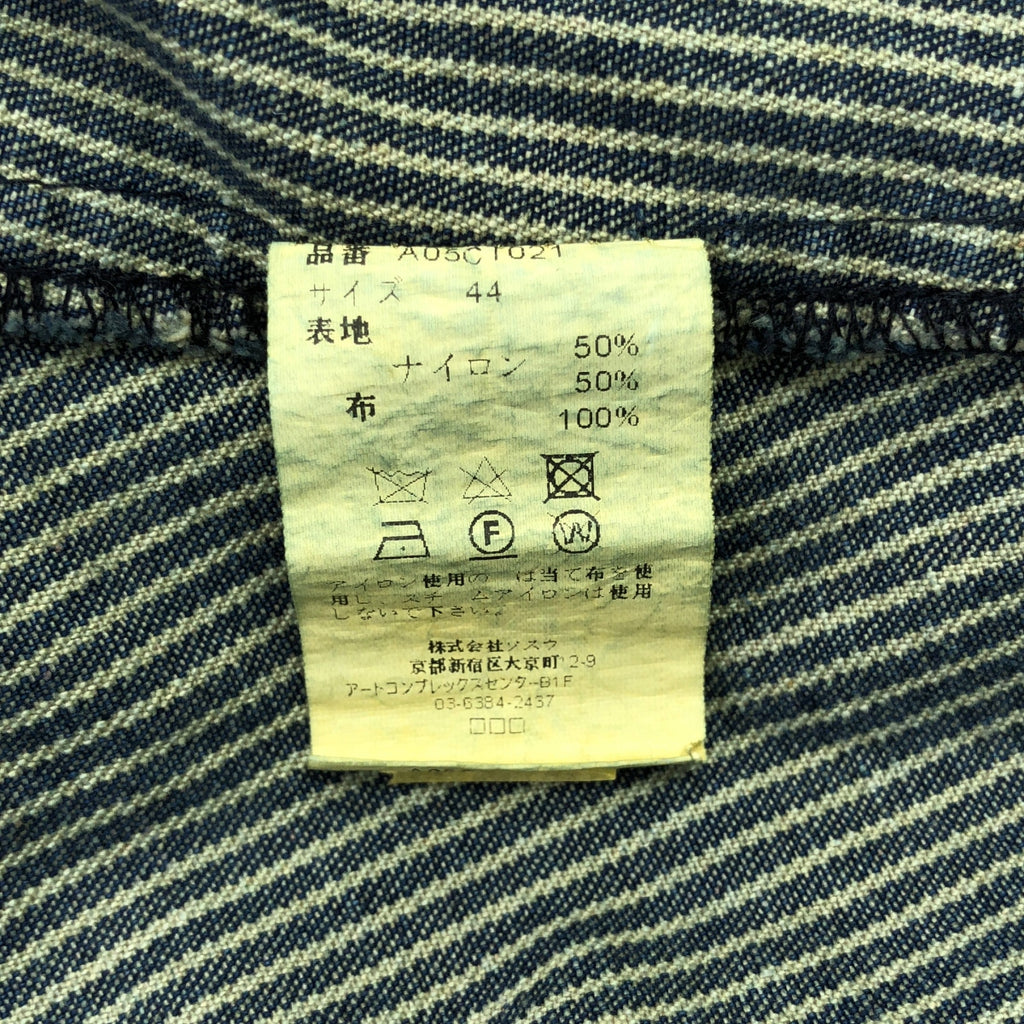 品番 A05CT021
サイズ 44
表地
50%
ナイロン 50%
布 100%
F
W
アイロン使用の は当て布を使
用し スチームアイロンは使用
しないで下さい。
株式会社ソスウ
京都新宿区大京町12-9
アートコンプレックスセンターB1F
03-6384-2437
□□□